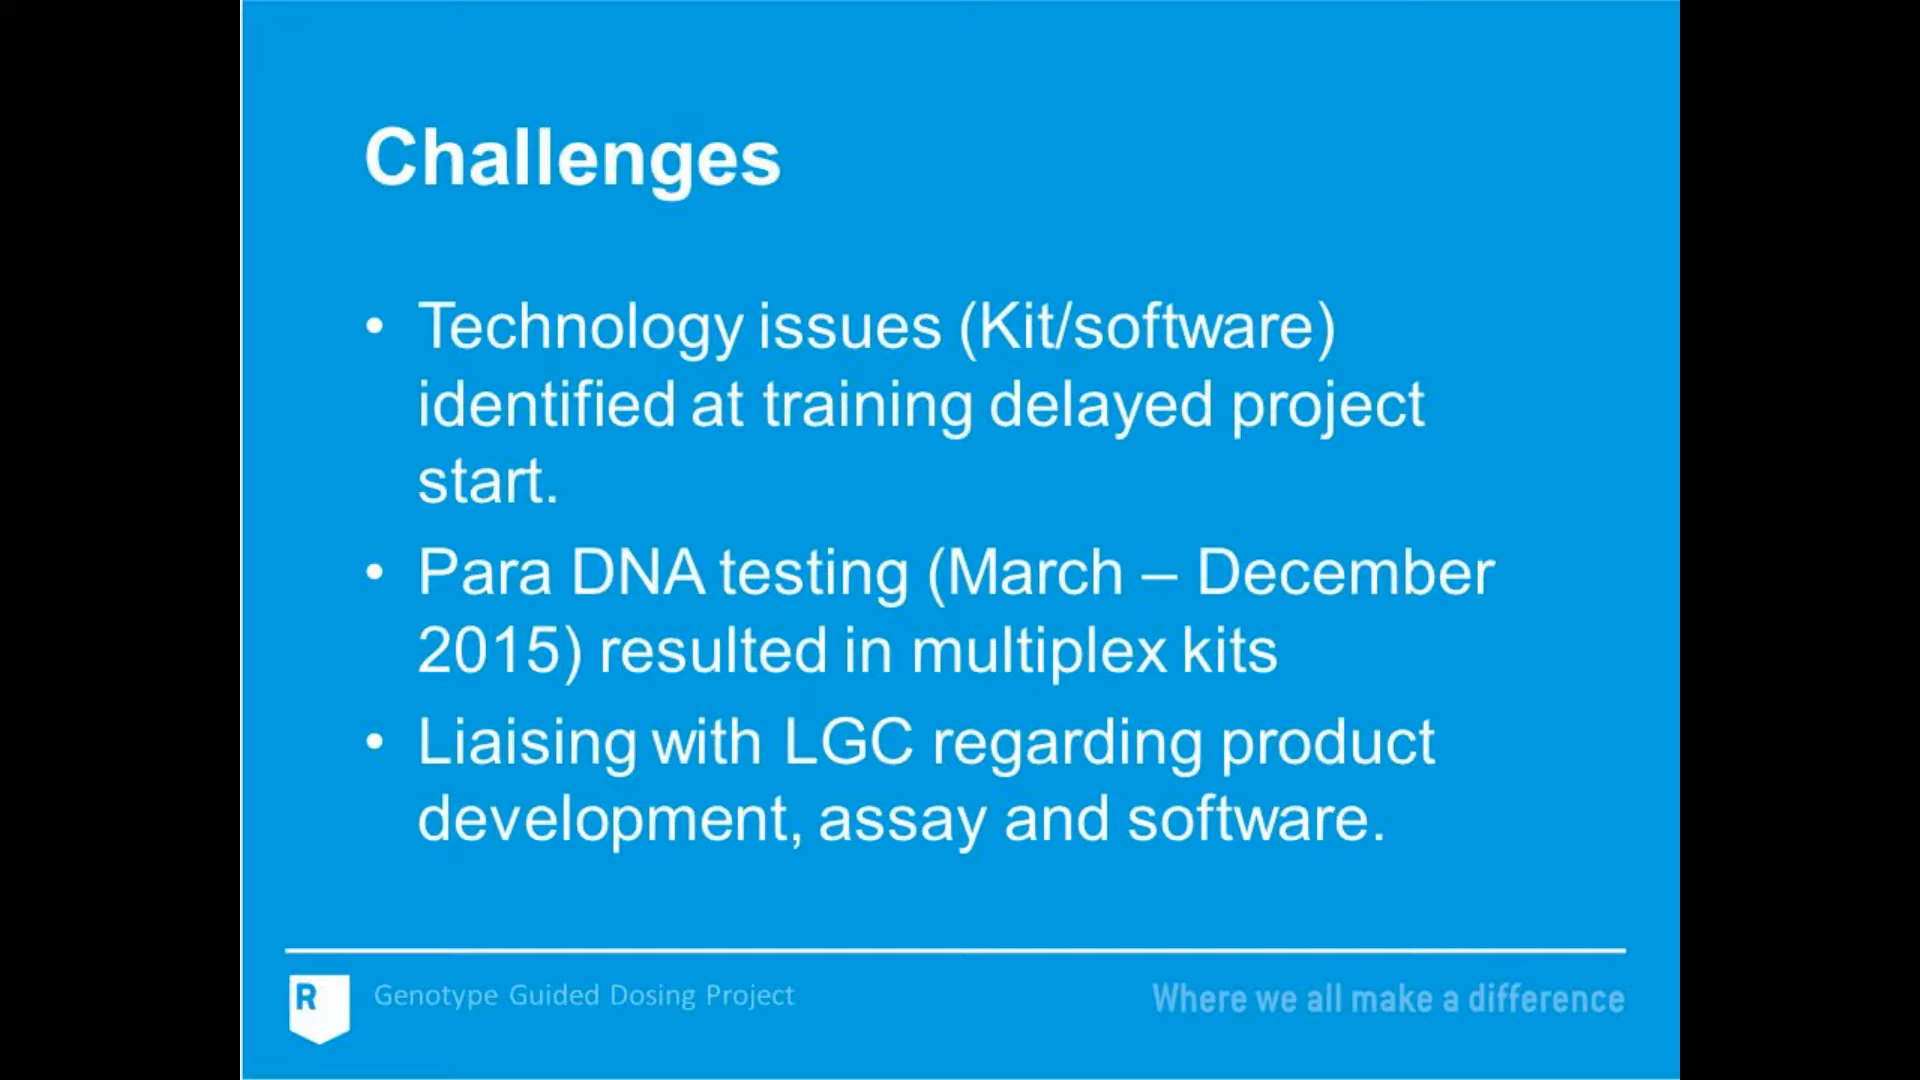 Challenges
• Technology issues (Kit/software)
identified at training delayed project
start.
• Para DNA testing (March – December
2015) resulted in multiplex kits
• Liaising with LGC regarding product
development, assay and software.
R
Genotype Guided Dosing Project
Where we all make a difference